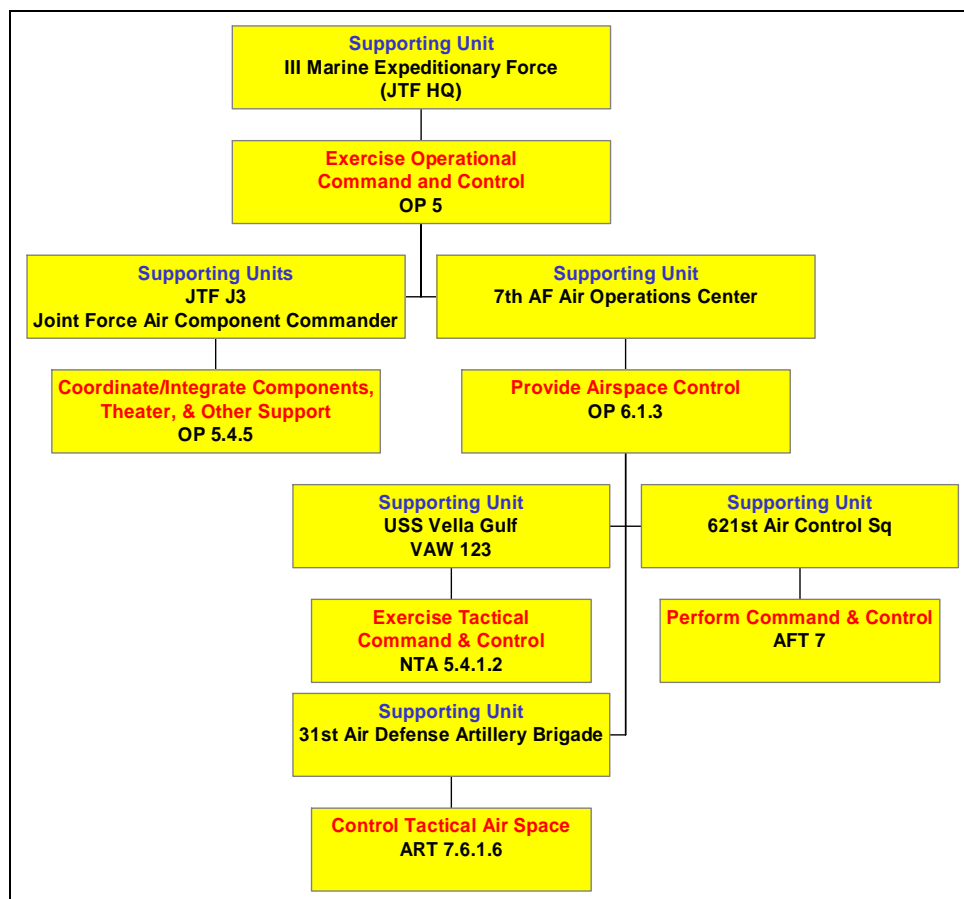 Supporting Unit
III Marine Expeditionary Force
(JTF HQ)
Exercise Operational
Command and Control
OP 5
Supporting Units
JTF J3
Joint Force Air Component Commander
Supporting Unit
7th AF Air Operations Center
Coordinate/Integrate Components,
Theater, & Other Support
OP 5.4.5
Provide Airspace Control
OP 6.1.3
Supporting Unit
USS Vella Gulf
VAW 123
Supporting Unit
621st Air Control Sq
Exercise Tactical
Command & Control
NTA 5.4.1.2
Perform Command & Control
AFT 7
Supporting Unit
31st Air Defense Artillery Brigade
Control Tactical Air Space
ART 7.6.1.6